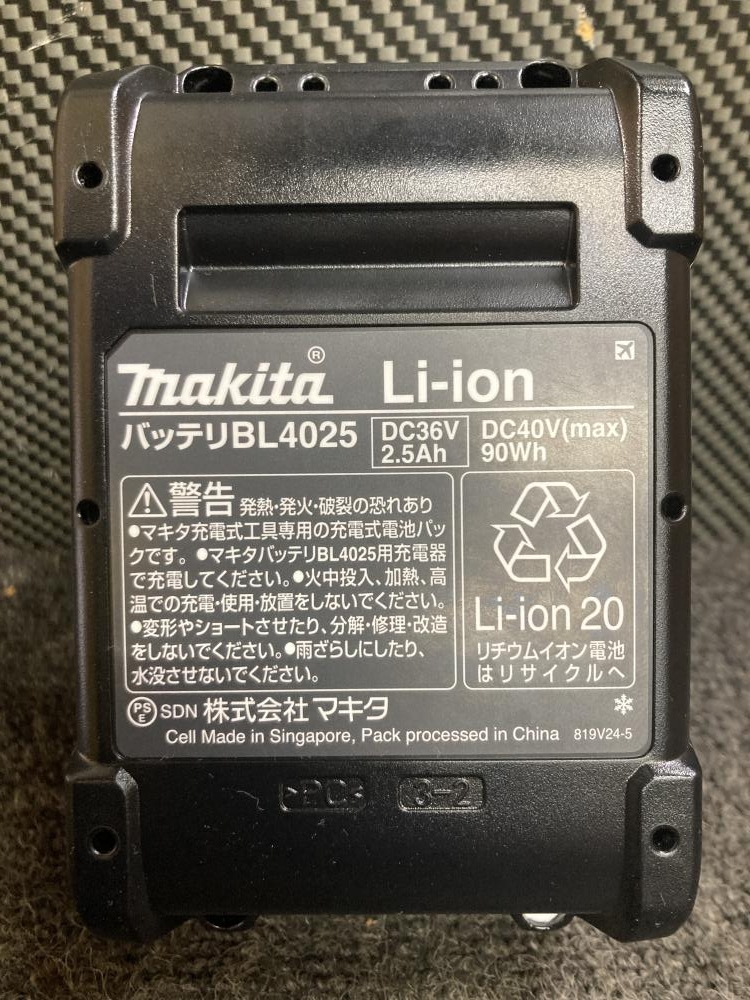 makita® Li-ion
バッテリBL4025 DC36V 2.5Ah DC40V(max) 90Wh
警告 発熱・発火・破裂の恐れあり
●マキタ充電式工具専用の充電式電池パッ
クです。●マキタバッテリBL4025用充電器
で充電してください。●火中投入、加熱、高
温での充電・使用・放置をしないでください。
●変形やショートさせたり、分解・修理・改造
をしないでください。●雨ざらしにしたり、
水没させないでください。
Li-ion 20
リチウムイオン電池
はリサイクルへ
PSE SDN 株式会社 マキタ
Cell Made in Singapore, Pack processed in China 819V24-5
>PC< 3-2